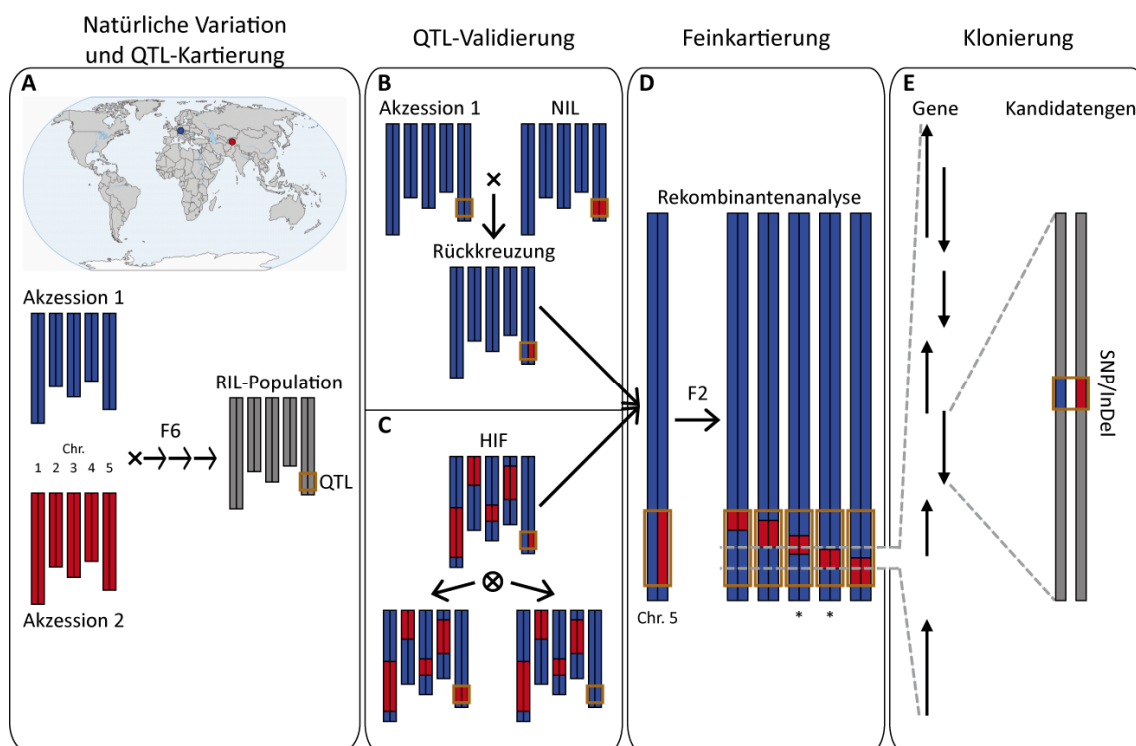 Natürliche Variation
und QTL-Kartierung
A
Akzession 1
Chr.
1 2 3 4 5
Akzession 2
F6
RIL-Population
QTL
QTL-Validierung
B
Akzession 1
NIL
Rückkreuzung
C
HIF
Feinkartierung
D
Rekombinantenanalyse
F2
Chr. 5
* *
Klonierung
E
Gene
Kandidatengen
SNP/InDel